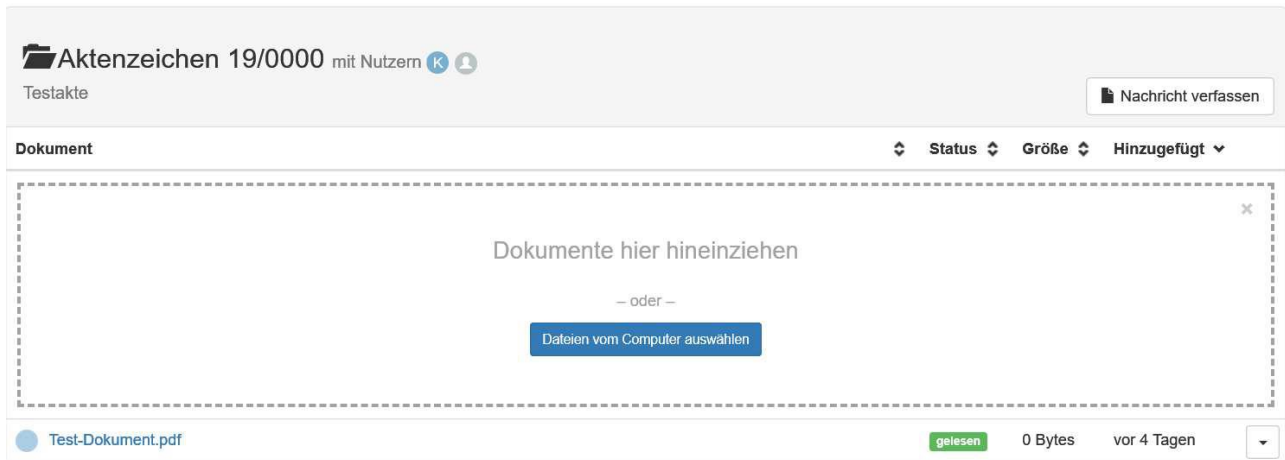 Aktenzeichen 19/0000 mit Nutzern K
Testakte
Nachricht verfassen
Dokument Status Größe Hinzugefügt
Dokumente hier hineinziehen
– oder –
Dateien vom Computer auswählen
Test-Dokument.pdf gelesen 0 Bytes vor 4 Tagen